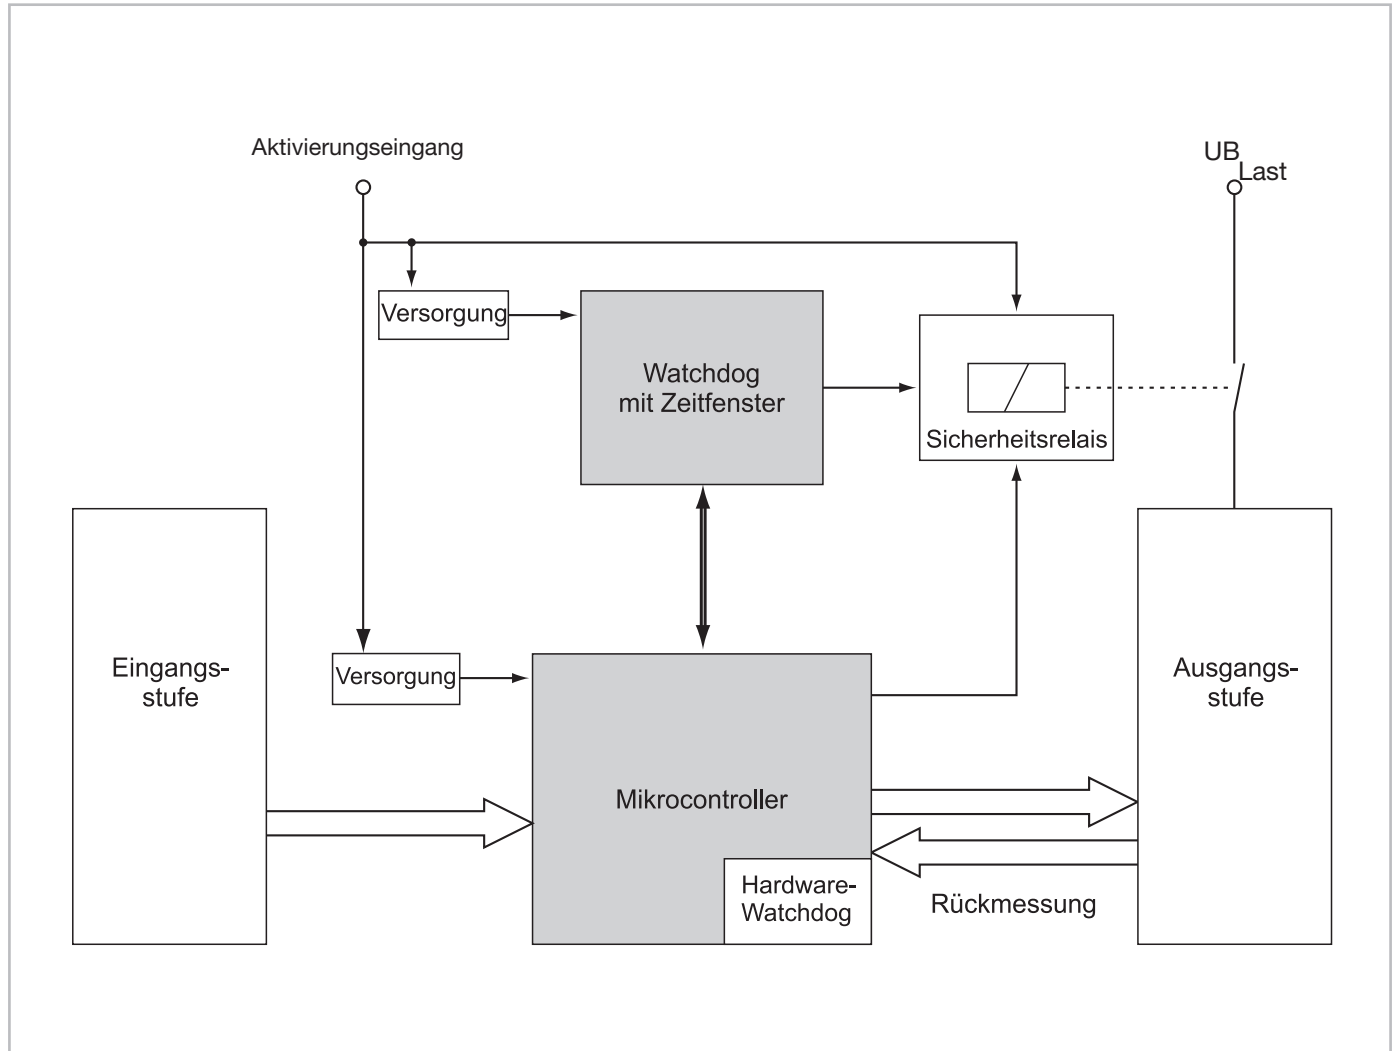 Aktivierungseingang
UB
Last
Versorgung
Watchdog
mit Zeitfenster
Sicherheitsrelais
Eingangs-
stufe
Versorgung
Ausgangs-
stufe
Mikrocontroller
Hardware-
Watchdog
Rückmessung